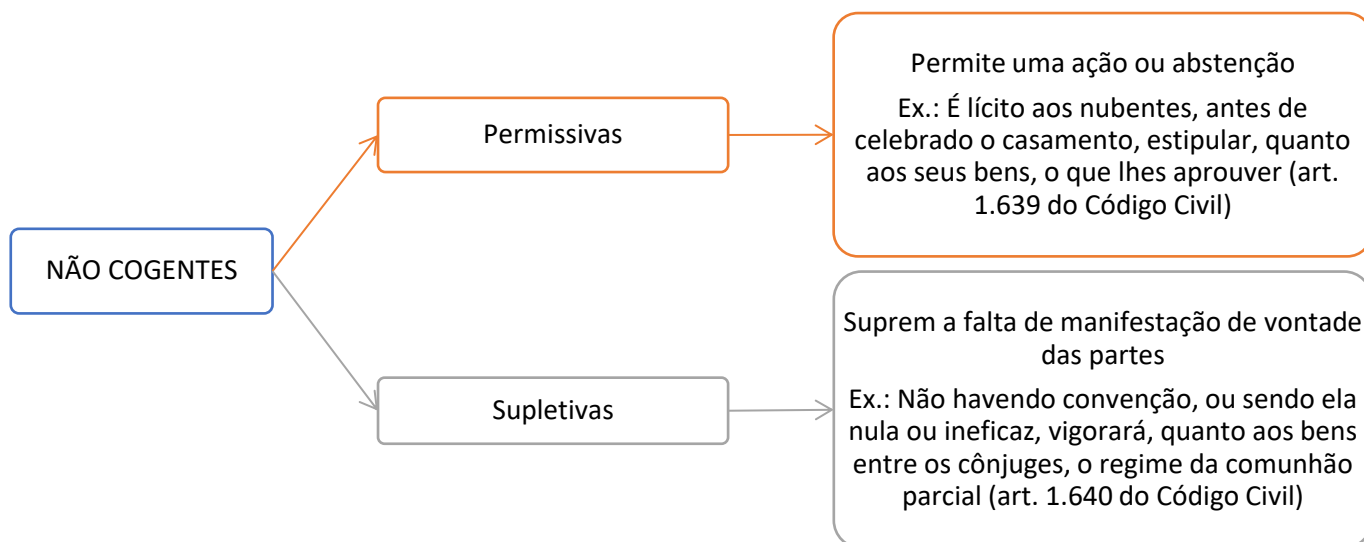 NÃO COGENTES
Permissivas
Permite uma ação ou abstenção
Ex.: É lícito aos nubentes, antes de
celebrado o casamento, estipular, quanto
aos seus bens, o que lhes aprouver (art.
1.639 do Código Civil)
Supletivas
Suprem a falta de manifestação de vontade
das partes
Ex.: Não havendo convenção, ou sendo ela
nula ou ineficaz, vigorará, quanto aos bens
entre os cônjuges, o regime da comunhão
parcial (art. 1.640 do Código Civil)